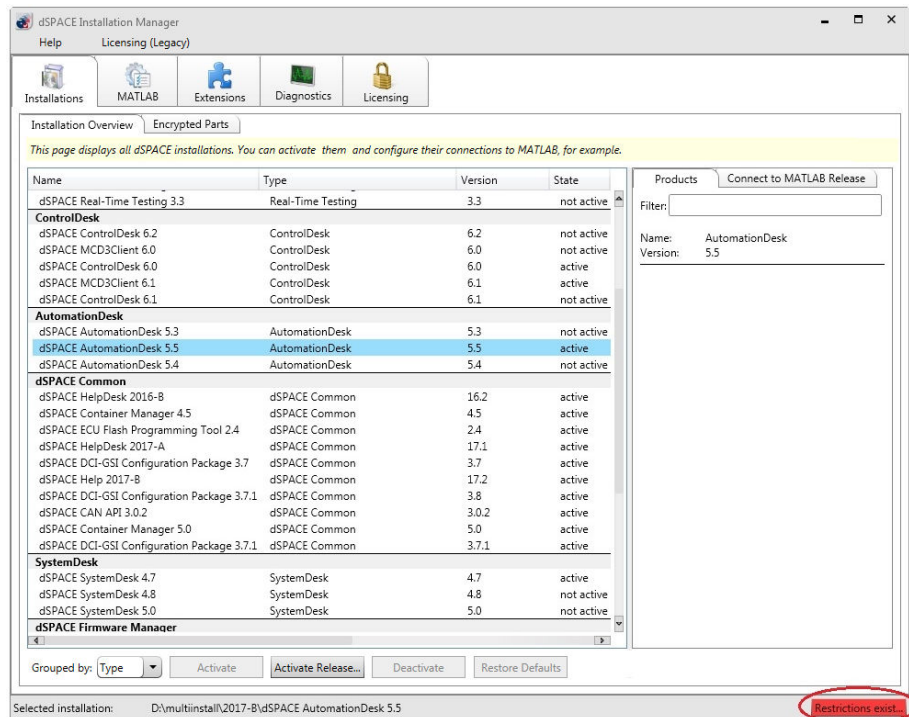 dSPACE Installation Manager
Help Licensing (Legacy)
Installations MATLAB Extensions Diagnostics Licensing
Installation Overview Encrypted Parts
This page displays all dSPACE installations. You can activate them and configure their connections to MATLAB, for example.
Name Type Version State
dSPACE Real-Time Testing 3.3 Real-Time Testing 3.3 not active
ControlDesk
dSPACE ControlDesk 6.2 ControlDesk 6.2 not active
dSPACE MCD3Client 6.0 ControlDesk 6.0 not active
dSPACE ControlDesk 6.0 ControlDesk 6.0 active
dSPACE MCD3Client 6.1 ControlDesk 6.1 active
dSPACE ControlDesk 6.1 ControlDesk 6.1 not active
AutomationDesk
dSPACE AutomationDesk 5.3 AutomationDesk 5.3 not active
dSPACE AutomationDesk 5.5 AutomationDesk 5.5 active
dSPACE AutomationDesk 5.4 AutomationDesk 5.4 not active
dSPACE Common
dSPACE HelpDesk 2016-B dSPACE Common 16.2 active
dSPACE Container Manager 4.5 dSPACE Common 4.5 active
dSPACE ECU Flash Programming Tool 2.4 dSPACE Common 2.4 active
dSPACE HelpDesk 2017-A dSPACE Common 17.1 active
dSPACE DCI-GSI Configuration Package 3.7 dSPACE Common 3.7 active
dSPACE Help 2017-B dSPACE Common 17.2 active
dSPACE DCI-GSI Configuration Package 3.7.1 dSPACE Common 3.8 active
dSPACE CAN API 3.0.2 dSPACE Common 3.0.2 active
dSPACE Container Manager 5.0 dSPACE Common 5.0 active
dSPACE DCI-GSI Configuration Package 3.7.1 dSPACE Common 3.7.1 active
SystemDesk
dSPACE SystemDesk 4.7 SystemDesk 4.7 active
dSPACE SystemDesk 4.8 SystemDesk 4.8 not active
dSPACE SystemDesk 5.0 SystemDesk 5.0 not active
dSPACE Firmware Manager
Products Connect to MATLAB Release
Filter:
Name: AutomationDesk
Version: 5.5
Grouped by: Type Activate Activate Release... Deactivate Restore Defaults
Selected installation: D:\multiinstall\2017-B\dSPACE AutomationDesk 5.5 Restrictions exist...